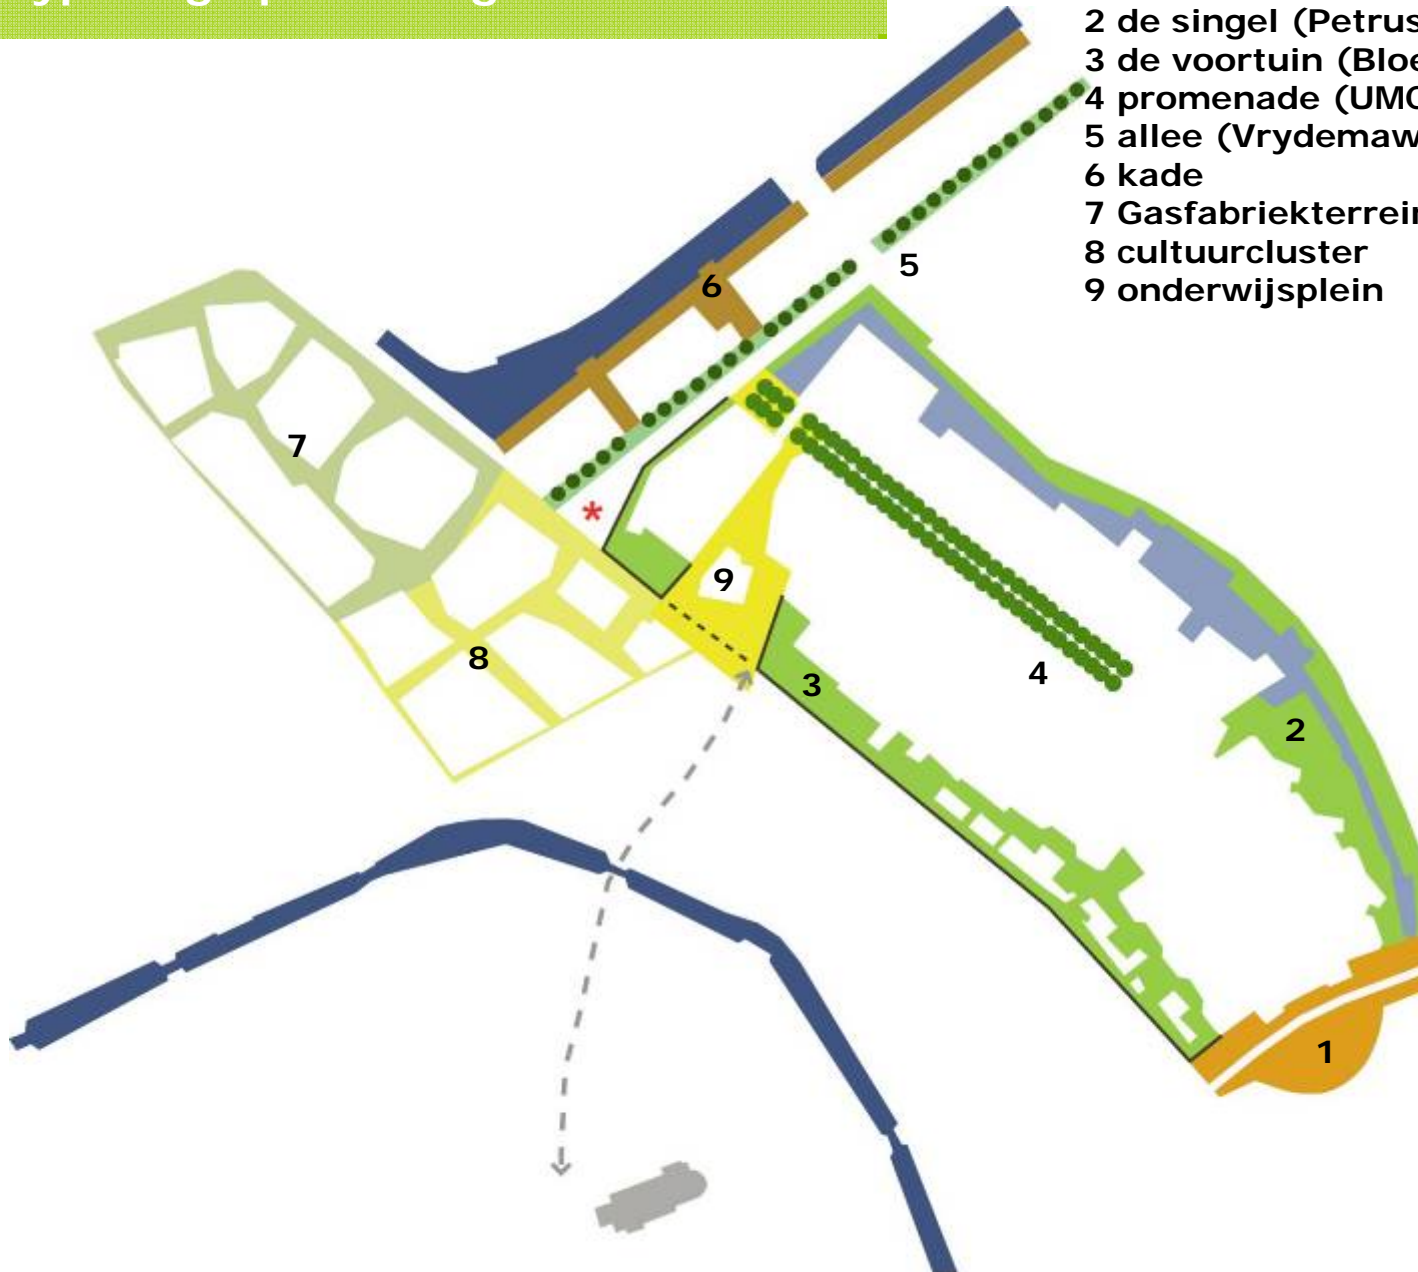 2 de singel (Petrus
3 de voortuin (Bloe
4 promenade (UMC
5 allee (Vrydemaw
6 kade
7 Gasfabriekterrein
8 cultuurcluster
9 onderwijsplein
5
6
7
*
9
8
3
4
2
1